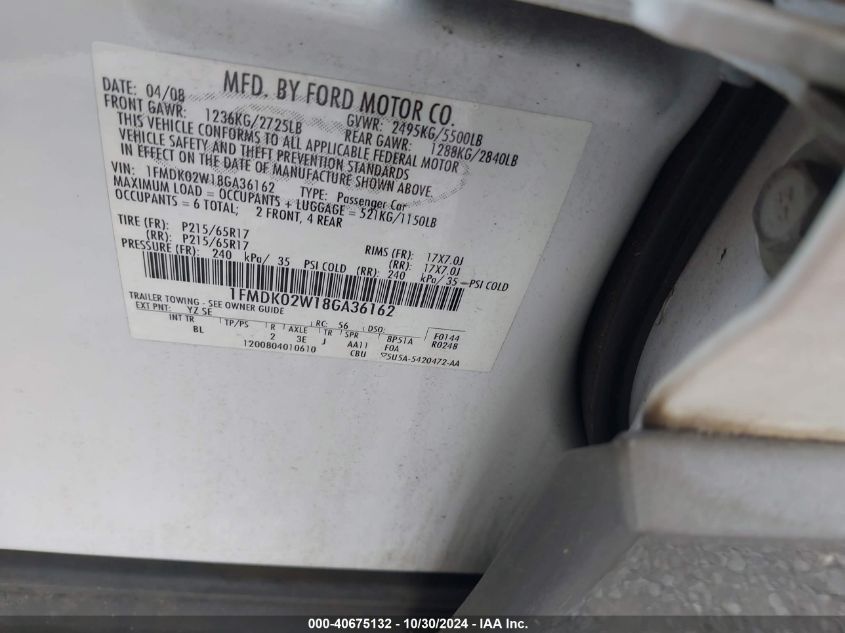 MFD. BY FORD MOTOR CO.
DATE: 04/08 GVWR: 2495KG/5500LB
FRONT GAWR: 1236KG/2725LB REAR GAWR: 1288KG/2840LB
THIS VEHICLE CONFORMS TO ALL APPLICABLE FEDERAL MOTOR
VEHICLE SAFETY AND THEFT PREVENTION STANDARDS
IN EFFECT ON THE DATE OF MANUFACTURE SHOWN ABOVE.
VIN: 1FMDK02W18GA36162 TYPE: Passenger Car
MAXIMUM LOAD = OCCUPANTS + LUGGAGE = 521KG/1150LB
OCCUPANTS = 6 TOTAL; 2 FRONT, 4 REAR
TIRE (FR): P215/65R17 RIMS (FR): 17X7.0J
(RR): P215/65R17 (RR): 17X7.0J
PRESSURE (FR): 240 kPa/ 35 PSI COLD (RR): 240 kPa/ 35 PSI COLD
1FMDK02W18GA36162
TRAILER TOWING - SEE OWNER GUIDE
EXT PNT: YZ SE RC: 56 DSO: F0144
INT TR TP/PS R AXLE TR SPR 8P51A R0248
BL 2 3E J AA11 F0A
1200804010610 CBU 5U5A-5420472-AA
000-40675132 - 10/30/2024 - IAA Inc.